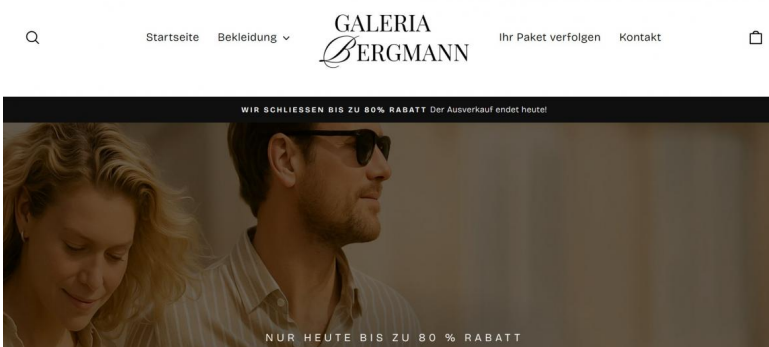 GALERIA
BERGMANN
Startseite Bekleidung Ihr Paket verfolgen Kontakt
WIR SCHLIESSEN BIS ZU 80% RABATT Der Ausverkauf endet heute!
NUR HEUTE BIS ZU 80 % RABATT